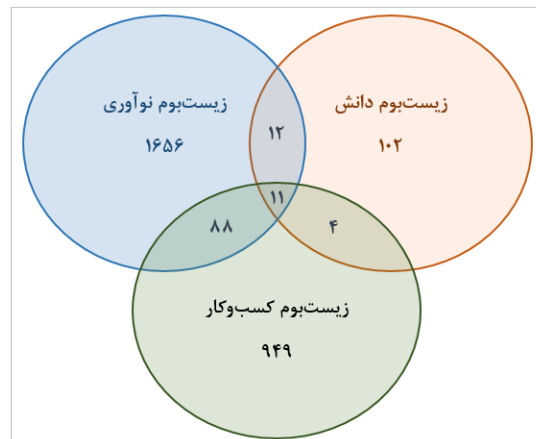 زیست‌بوم نوآوری
۱۶۵۶
زیست‌بوم دانش
۱۰۲
۱۲
۱۱
۸۸
۴
زیست‌بوم کسب‌وکار
۹۴۹